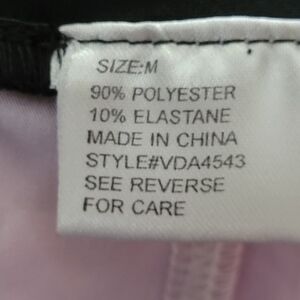 SIZE:M
90% POLYESTER
10% ELASTANE
MADE IN CHINA
STYLE#VDA4543
SEE REVERSE
FOR CARE